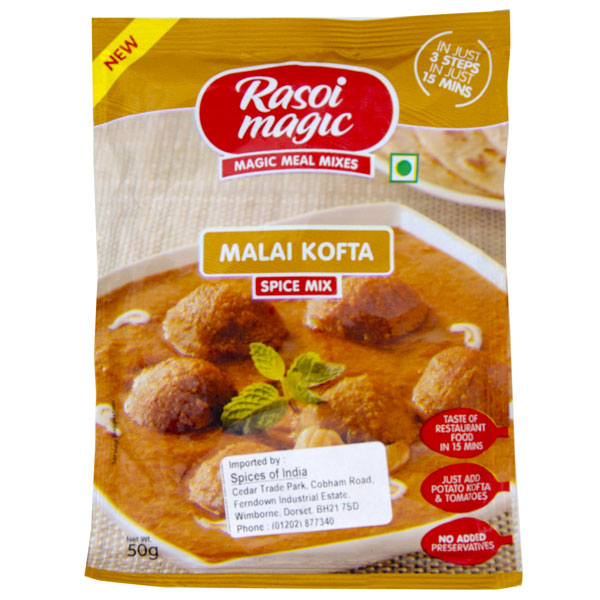 NEW
IN JUST
3 STEPS
IN JUST
15 MINS
Rasoi
magic
MAGIC MEAL MIXES
MALAI KOFTA
SPICE MIX
TASTE OF
RESTAURANT
FOOD
IN 15 MINS
JUST ADD
POTATO KOFTA
& TOMATOES
NO ADDED
PRESERVATIVES
Imported by :
Spices of India
Cedar Trade Park, Cobham Road,
Ferndown Industrial Estate,
Wimborne, Dorset. BH21 7SD
Phone : (01202) 877340
Net Wt.
50g